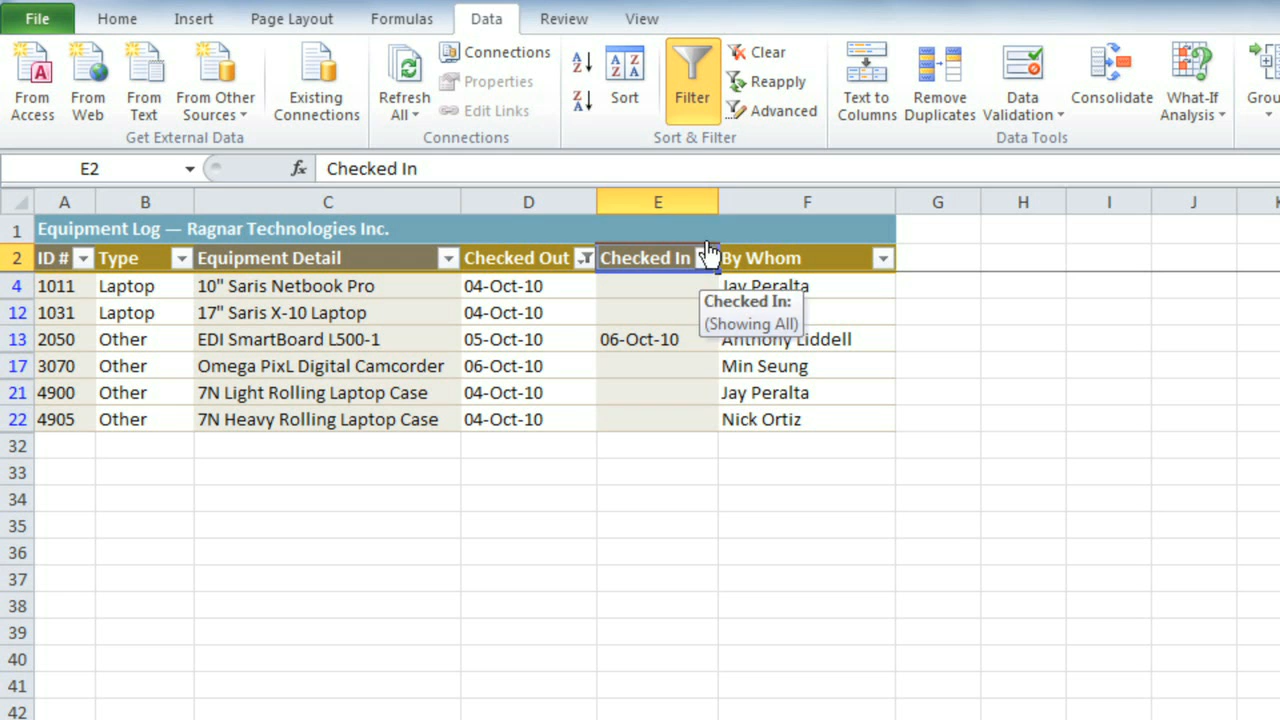 File Home Insert Page Layout Formulas Data Review View
From Access From Web From Text From Other Sources Existing Connections Refresh All Connections Properties Edit Links Sort Filter Clear Reapply Advanced Text to Columns Remove Duplicates Data Validation Consolidate What-If Analysis
Get External Data Connections Sort & Filter Data Tools
E2 fx Checked In
A B C D E F G H I J
1 Equipment Log — Ragnar Technologies Inc.
2 ID # Type Equipment Detail Checked Out Checked In By Whom
4 1011 Laptop 10" Saris Netbook Pro 04-Oct-10 Jay Peralta
Checked In:
(Showing All)
12 1031 Laptop 17" Saris X-10 Laptop 04-Oct-10
13 2050 Other EDI SmartBoard L500-1 05-Oct-10 06-Oct-10 Anthony Liddell
17 3070 Other Omega PixL Digital Camcorder 06-Oct-10 Min Seung
21 4900 Other 7N Light Rolling Laptop Case 04-Oct-10 Jay Peralta
22 4905 Other 7N Heavy Rolling Laptop Case 04-Oct-10 Nick Ortiz
32
33
34
35
36
37
38
39
40
41
42